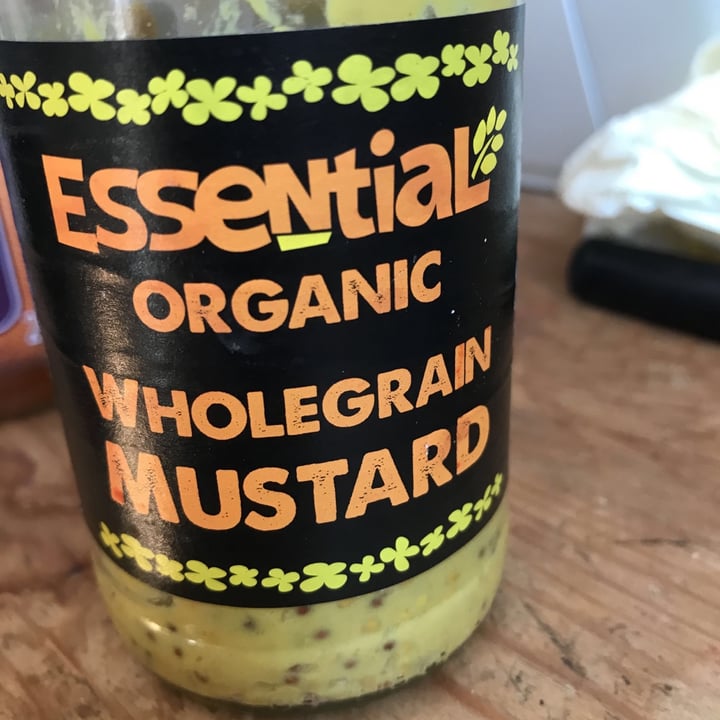 Essential
ORGANIC
WHOLEGRAIN
MUSTARD